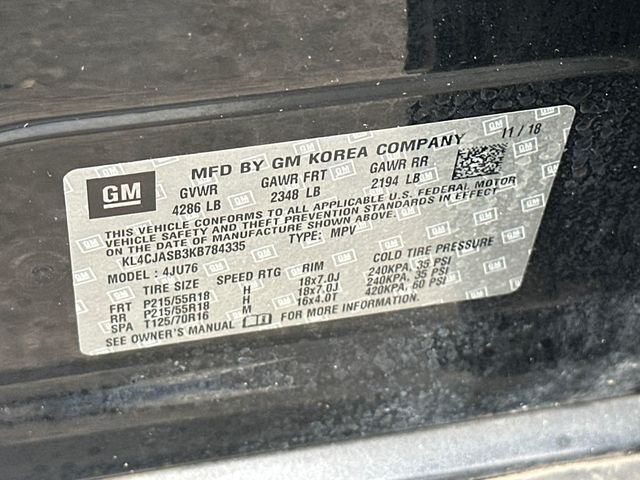 GM
MFD BY GM KOREA COMPANY
11 / 18
GVWR GAWR FRT GAWR RR
4286 LB 2348 LB 2194 LB
THIS VEHICLE CONFORMS TO ALL APPLICABLE U.S. FEDERAL MOTOR
VEHICLE SAFETY AND THEFT PREVENTION STANDARDS IN EFFECT
ON THE DATE OF MANUFACTURE SHOWN ABOVE.
KL4CJASB3KB784335 TYPE: MPV
MODEL : 4JU76
TIRE SIZE SPEED RTG RIM COLD TIRE PRESSURE
FRT P215/55R18 H 18x7.0J 240KPA, 35 PSI
RR P215/55R18 H 18x7.0J 240KPA, 35 PSI
SPA T125/70R16 M 16x4.0T 420KPA, 60 PSI
SEE OWNER'S MANUAL FOR MORE INFORMATION.